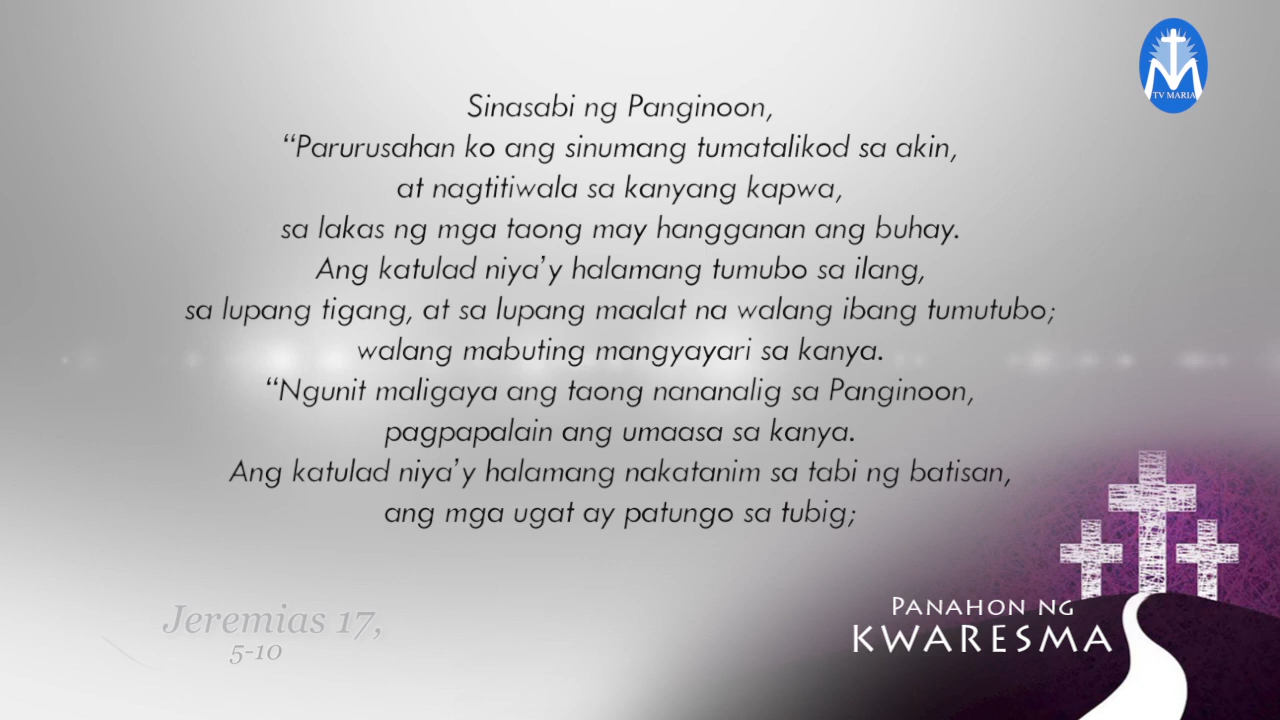 TV MARIA
Sinasabi ng Panginoon,
“Parurusahan ko ang sinumang tumatalikod sa akin,
at nagtitiwala sa kanyang kapwa,
sa lakas ng mga taong may hangganan ang buhay.
Ang katulad niya’y halamang tumubo sa ilang,
sa lupang tigang, at sa lupang maalat na walang ibang tumutubo;
walang mabuting mangyayari sa kanya.
“Ngunit maligaya ang taong nananalig sa Panginoon,
pagpapalain ang umaasa sa kanya.
Ang katulad niya’y halamang nakatanim sa tabi ng batisan,
ang mga ugat ay patungo sa tubig;
Jeremias 17,
5-10
PANAHON NG
KWARESMA